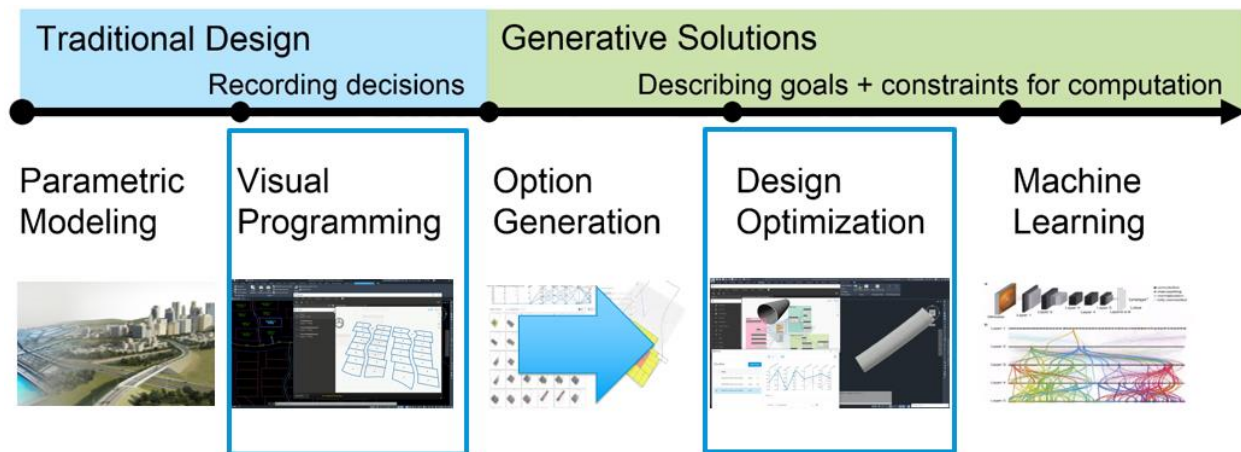 Traditional Design
Generative Solutions
Recording decisions
Describing goals + constraints for computation
Parametric
Modeling
Visual
Programming
Option
Generation
Design
Optimization
Machine
Learning